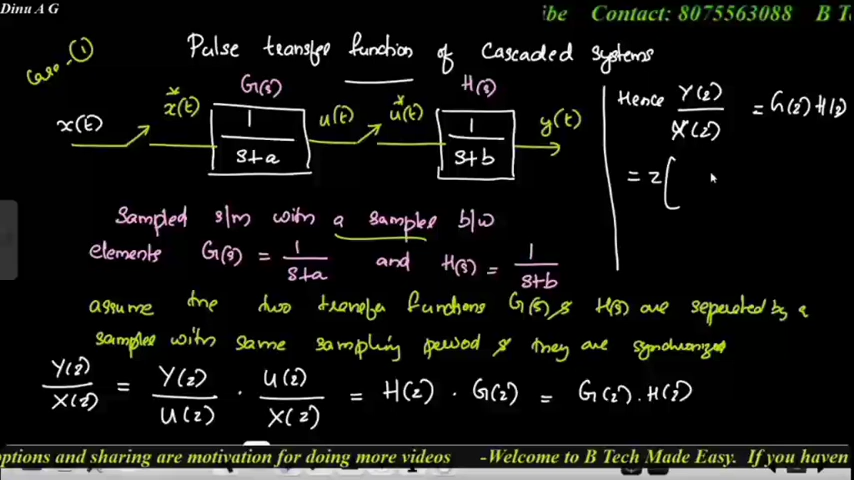 Dinu A G
ibe Contact: 8075563088 B Te
Case-①
Pulse transfer function of Cascaded systems
G(s)
H(s)
x(t)
x*(t)
1/(s+a)
u(t)
u*(t)
1/(s+b)
y(t)
Hence Y(z)/X(z) = G(z) H(z)
= z[
Sampled s/m with a sampler b/w
elements G(s) = 1/(s+a) and H(s) = 1/(s+b)
assume the two transfer functions G(s) & H(s) are seperated by a
sampler with same sampling period & they are synchronized
Y(z)/X(z) = Y(z)/U(z) · U(z)/X(z) = H(z) · G(z) = G(z) · H(z)
ptions and sharing are motivation for doing more videos -Welcome to B Tech Made Easy. If you haven